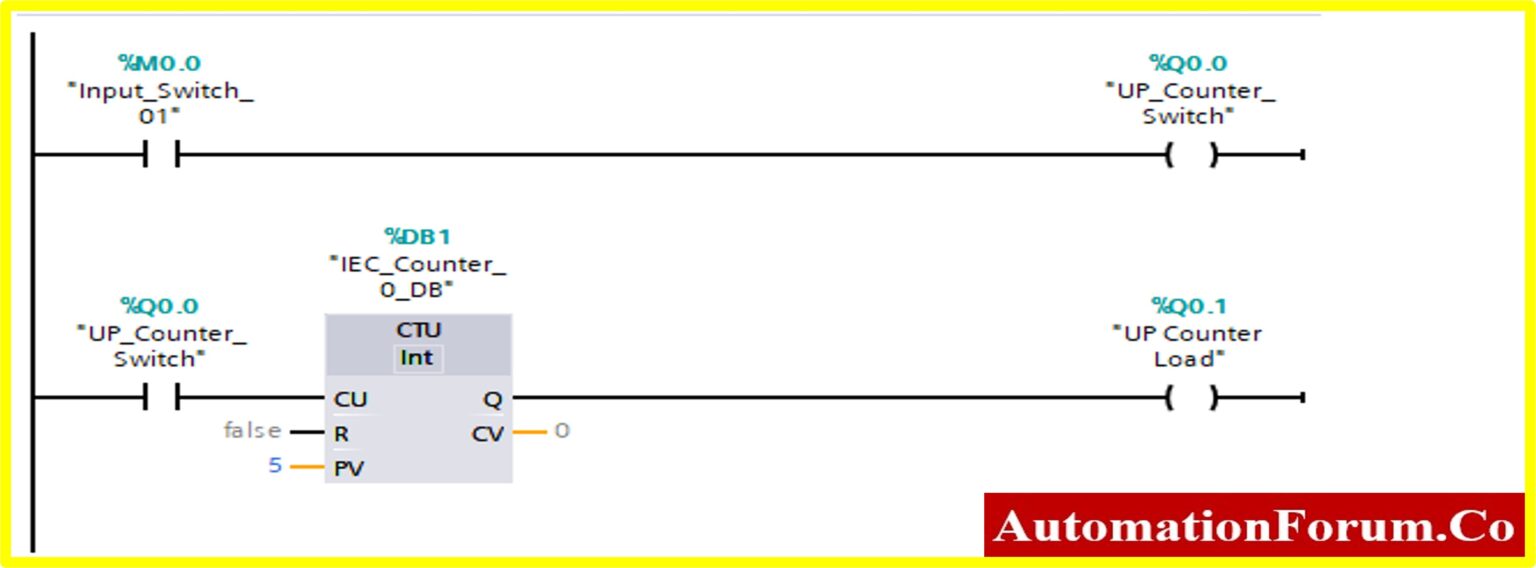 %M0.0
"Input_Switch_
01"
%Q0.0
"UP_Counter_
Switch"
%DB1
"IEC_Counter_
0_DB"
%Q0.0
"UP_Counter_
Switch"
CTU
Int
CU
Q
false
R
CV
0
5
PV
%Q0.1
"UP Counter
Load"
AutomationForum.Co